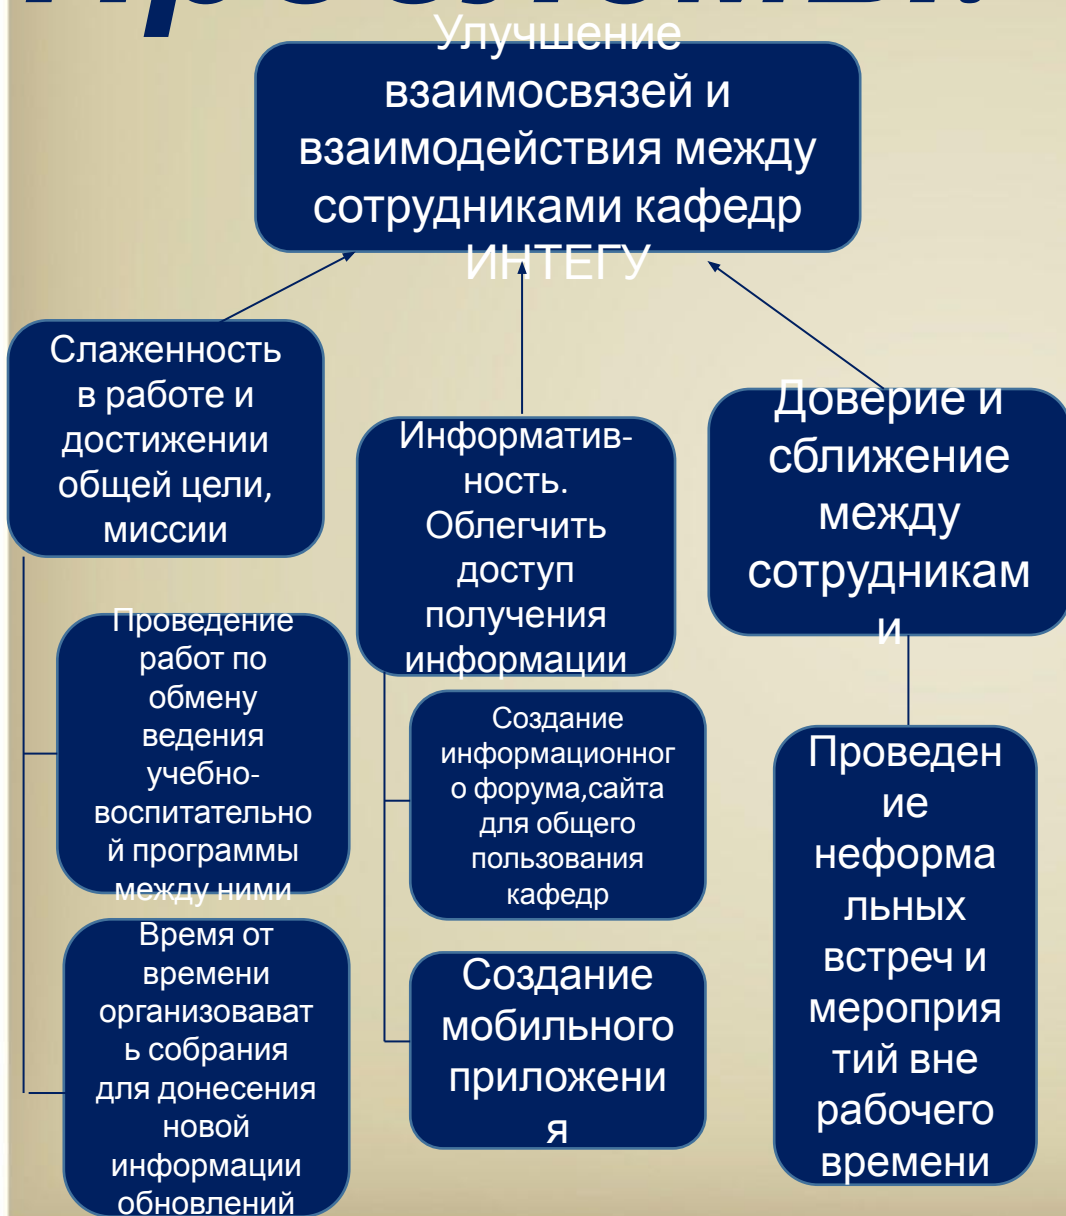 Улучшение
взаимосвязей и
взаимодействия между
сотрудниками кафедр
ИНТЕГУ
Слаженность
в работе и
достижении
общей цели,
миссии
Проведение
работ по
обмену
ведения
учебно-
воспитательно
й программы
между ними
Время от
времени
организовават
ь собрания
для донесения
новой
информации
обновлений
Информатив-
ность.
Облегчить
доступ
получения
информации
Создание
информационног
о форума,сайта
для общего
пользования
кафедр
Создание
мобильного
приложени
я
Доверие и
сближение
между
сотрудникам
и
Проведен
ие
неформа
льных
встреч и
мероприя
тий вне
рабочего
времени